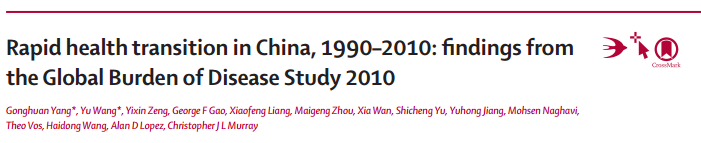 Rapid health transition in China, 1990–2010: findings from
the Global Burden of Disease Study 2010
CrossMark
Gonghuan Yang*, Yu Wang*, Yixin Zeng, George F Gao, Xiaofeng Liang, Maigeng Zhou, Xia Wan, Shicheng Yu, Yuhong Jiang, Mohsen Naghavi,
Theo Vos, Haidong Wang, Alan D Lopez, Christopher J L Murray